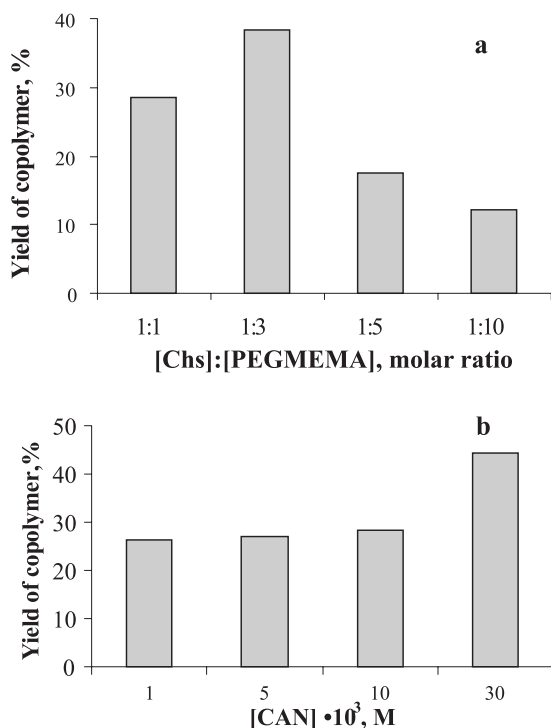 40
a
30
20
10
0
Yield of copolymer, %
1:1 1:3 1:5 1:10
[Chs]:[PEGMEMA], molar ratio
50
b
40
30
20
10
0
Yield of copolymer,%
1 5 10 30
[CAN] •10³, M